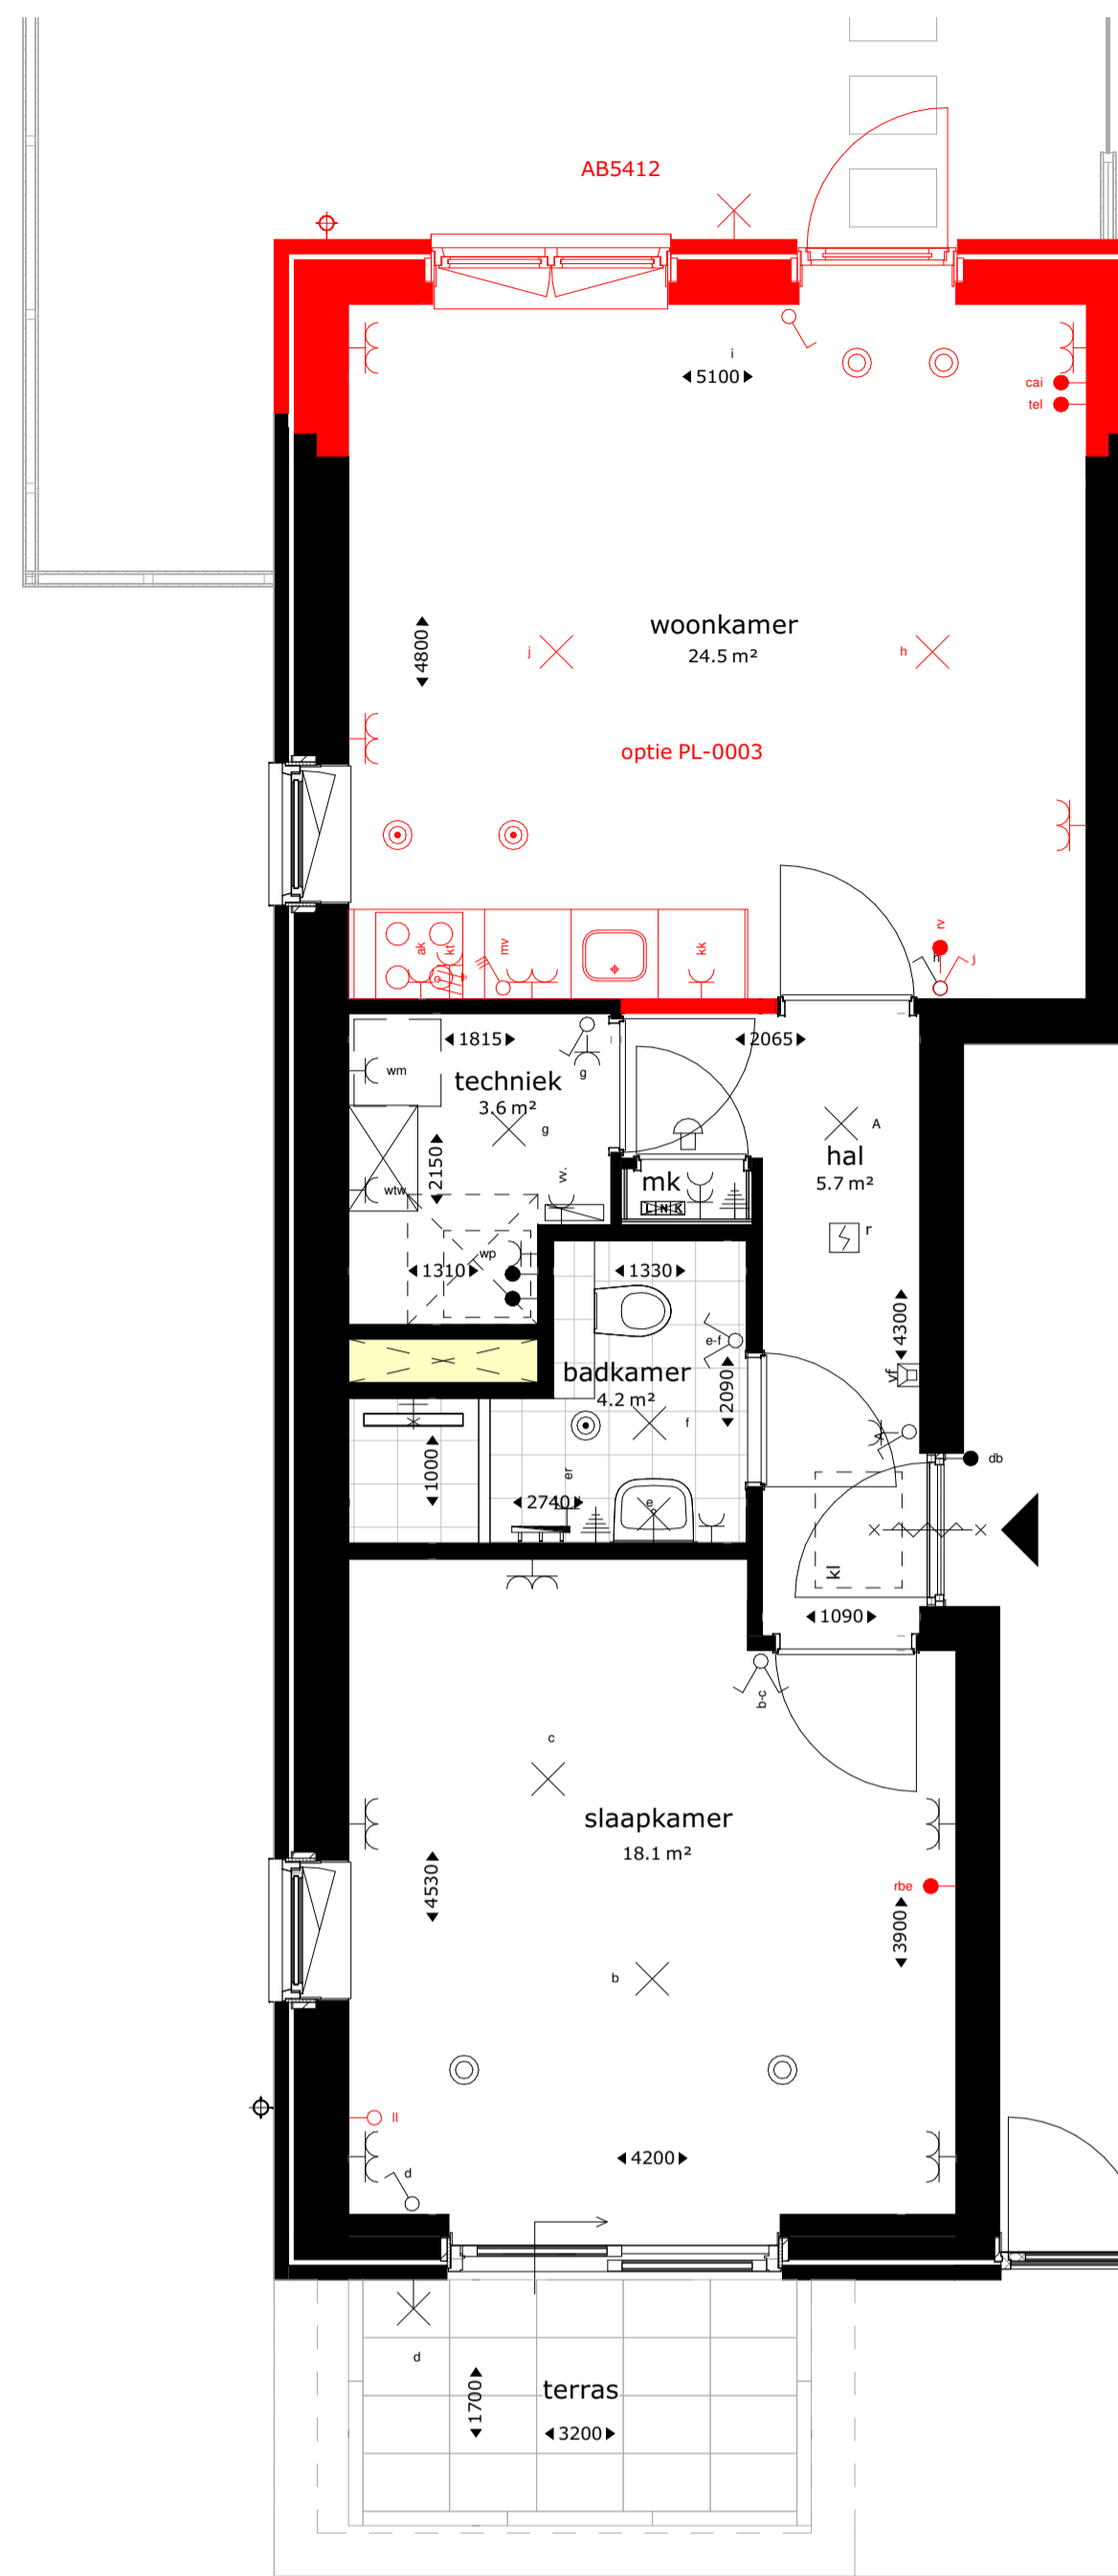 AB5412
i
5100
cai
tel
woonkamer
24.5 m²
4800
j
h
optie PL-0003
ak
kt
mv
kk
rv
h
j
1815
2065
wm
techniek
3.6 m²
g
g
A
hal
5.7 m²
2150
wtw
vv.
mk
L N K
r
wp
1310
1330
e-f
4300
badkamer
4.2 m²
2090
vf
f
A
1000
er
2740
e
db
kl
1090
b-c
c
slaapkamer
18.1 m²
4530
rbe
3900
b
ll
4200
d
d
terras
1700
3200